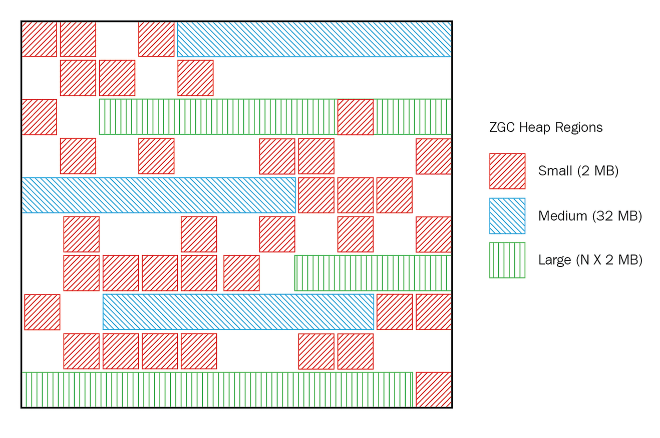 ZGC Heap Regions
Small (2 MB)
Medium (32 MB)
Large (N X 2 MB)